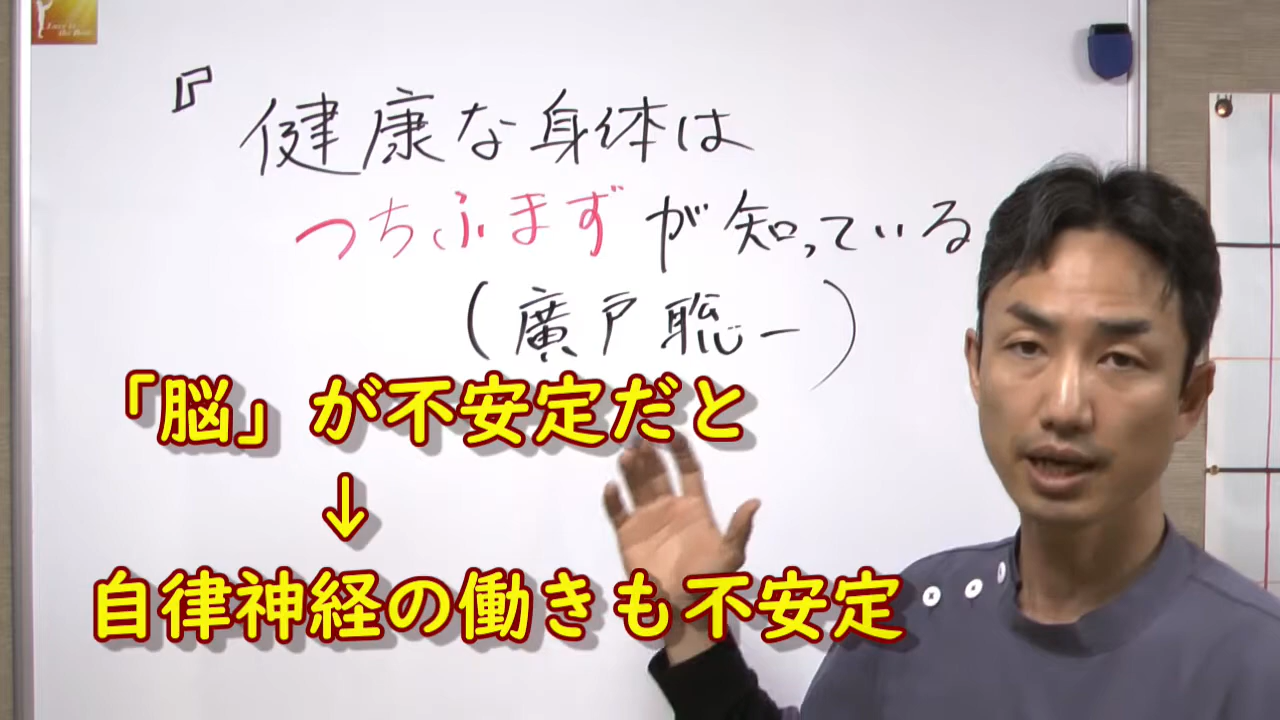 『健康な身体は
つちふまずが知っている
(廣戸聡一)
「脳」が不安定だと
↓
自律神経の働きも不安定